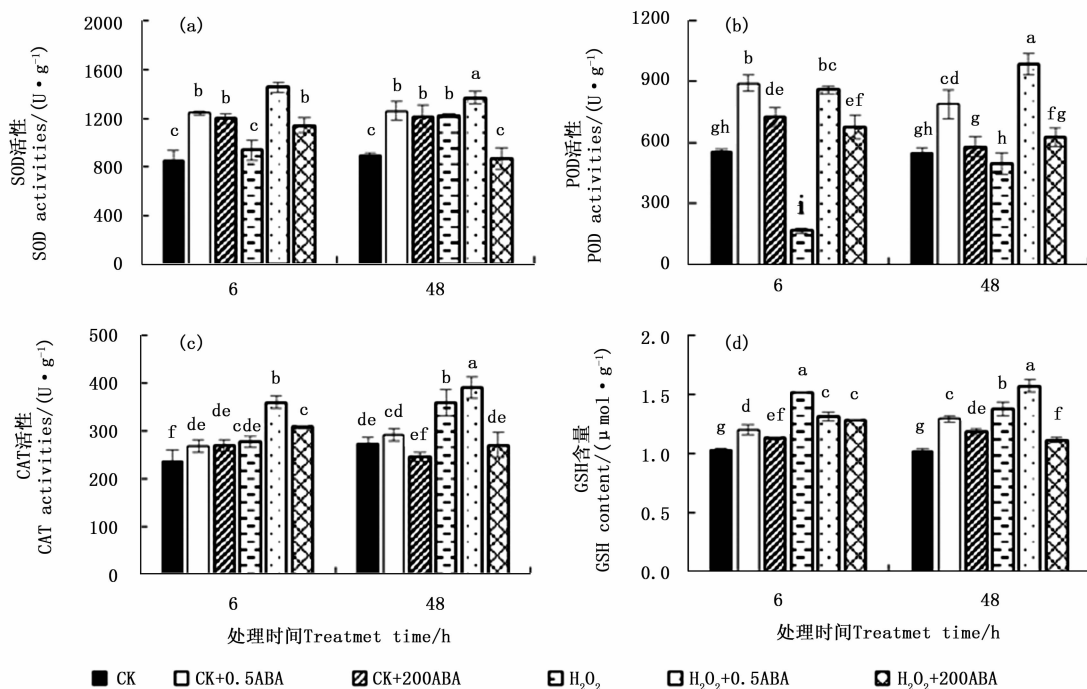 (a)
SOD活性
SOD activities/(U·g⁻¹)
2000
1600
1200
800
400
0
c b b c b
c b b b a c
6 48
(b)
POD活性
POD activities/(U·g⁻¹)
1200
900
600
300
0
gh b de i bc ef
gh cd g h a fg
6 48
(c)
CAT活性
CAT activities/(U·g⁻¹)
500
400
300
200
100
0
f de de cde b c
de cd ef b a de
6 48
处理时间Treatmet time/h
(d)
GSH含量
GSH content/(μmol·g⁻¹)
2.0
1.5
1.0
0.5
0.0
g d ef a c c
g c de b a f
6 48
处理时间Treatmet time/h
CK CK+0.5ABA CK+200ABA H₂O₂ H₂O₂+0.5ABA H₂O₂+200ABA